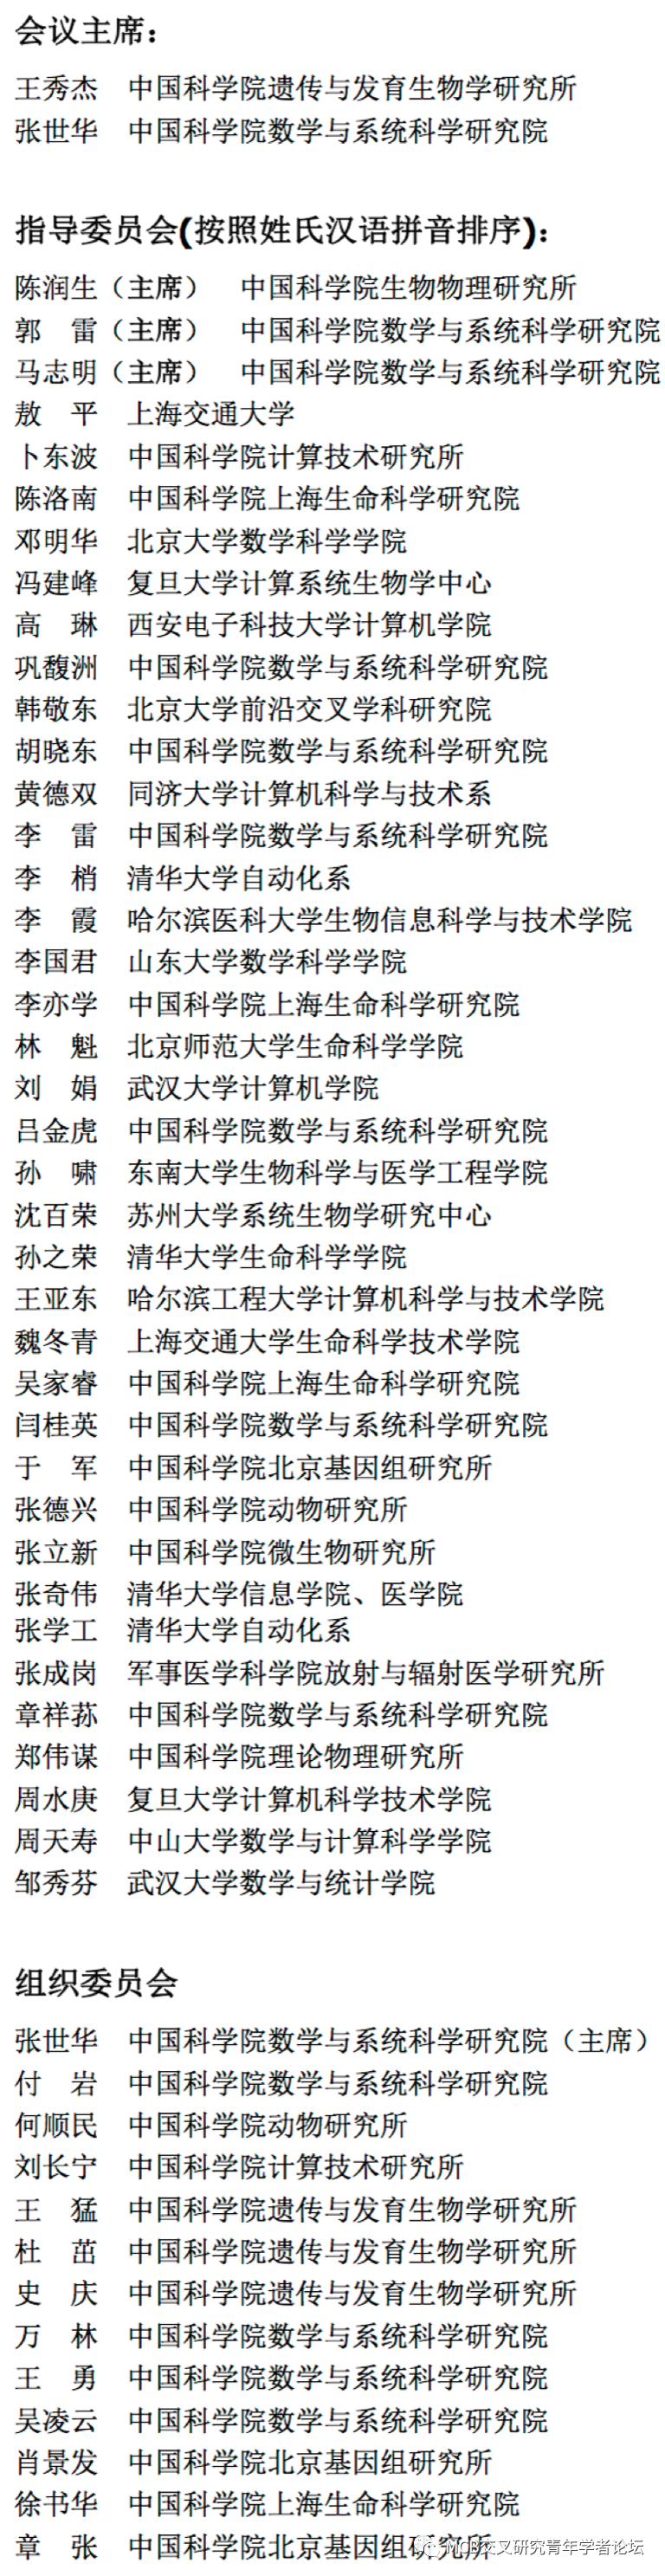 会议主席：
王秀杰 中国科学院遗传与发育生物学研究所
张世华 中国科学院数学与系统科学研究院
指导委员会(按照姓氏汉语拼音排序)：
陈润生（主席） 中国科学院生物物理研究所
郭 雷（主席） 中国科学院数学与系统科学研究院
马志明（主席） 中国科学院数学与系统科学研究院
敖 平 上海交通大学
卜东波 中国科学院计算技术研究所
陈洛南 中国科学院上海生命科学研究院
邓明华 北京大学数学科学学院
冯建峰 复旦大学计算系统生物学中心
高 琳 西安电子科技大学计算机学院
巩馥洲 中国科学院数学与系统科学研究院
韩敬东 北京大学前沿交叉学科研究院
胡晓东 中国科学院数学与系统科学研究院
黄德双 同济大学计算机科学与技术系
李 雷 中国科学院数学与系统科学研究院
李 梢 清华大学自动化系
李 霞 哈尔滨医科大学生物信息科学与技术学院
李国君 山东大学数学科学学院
李亦学 中国科学院上海生命科学研究院
林 魁 北京师范大学生命科学学院
刘 娟 武汉大学计算机学院
吕金虎 中国科学院数学与系统科学研究院
孙 啸 东南大学生物科学与医学工程学院
沈百荣 苏州大学系统生物学研究中心
孙之荣 清华大学生命科学学院
王亚东 哈尔滨工程大学计算机科学与技术学院
魏冬青 上海交通大学生命科学技术学院
吴家睿 中国科学院上海生命科学研究院
闫桂英 中国科学院数学与系统科学研究院
于 军 中国科学院北京基因组研究所
张德兴 中国科学院动物研究所
张立新 中国科学院微生物研究所
张奇伟 清华大学信息学院、医学院
张学工 清华大学自动化系
张成岗 军事医学科学院放射与辐射医学研究所
章祥荪 中国科学院数学与系统科学研究院
郑伟谋 中国科学院理论物理研究所
周水庚 复旦大学计算机科学技术学院
周天寿 中山大学数学与计算科学学院
邹秀芬 武汉大学数学与统计学院
组织委员会
张世华 中国科学院数学与系统科学研究院（主席）
付 岩 中国科学院数学与系统科学研究院
何顺民 中国科学院动物研究所
刘长宁 中国科学院计算技术研究所
王 猛 中国科学院遗传与发育生物学研究所
杜 茁 中国科学院遗传与发育生物学研究所
史 庆 中国科学院遗传与发育生物学研究所
万 林 中国科学院数学与系统科学研究院
王 勇 中国科学院数学与系统科学研究院
吴凌云 中国科学院数学与系统科学研究院
肖景发 中国科学院北京基因组研究所
徐书华 中国科学院上海生命科学研究院
章 张 中国科学院北京基因组研究所
MCB交叉研究青年学者论坛